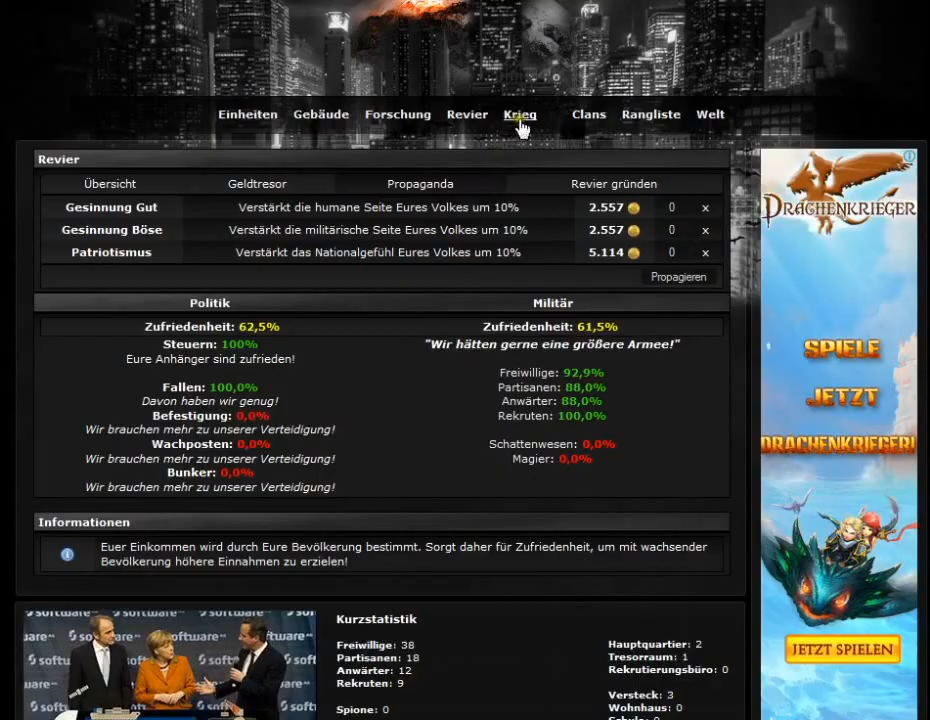 Einheiten Gebäude Forschung Revier Krieg Clans Rangliste Welt
Revier
Übersicht Geldtresor Propaganda Revier gründen
Gesinnung Gut Verstärkt die humane Seite Eures Volkes um 10% 2.557 0 x
Gesinnung Böse Verstärkt die militärische Seite Eures Volkes um 10% 2.557 0 x
Patriotismus Verstärkt das Nationalgefühl Eures Volkes um 10% 5.114 0 x
Propagieren
Politik Militär
Zufriedenheit: 62,5% Zufriedenheit: 61,5%
Steuern: 100% "Wir hätten gerne eine größere Armee!"
Eure Anhänger sind zufrieden!
Freiwillige: 92,9%
Fallen: 100,0% Partisanen: 88,0%
Davon haben wir genug! Anwärter: 88,0%
Befestigung: 0,0% Rekruten: 100,0%
Wir brauchen mehr zu unserer Verteidigung!
Wachposten: 0,0% Schattenwesen: 0,0%
Wir brauchen mehr zu unserer Verteidigung! Magier: 0,0%
Bunker: 0,0%
Wir brauchen mehr zu unserer Verteidigung!
Informationen
Euer Einkommen wird durch Eure Bevölkerung bestimmt. Sorgt daher für Zufriedenheit, um mit wachsender
Bevölkerung höhere Einnahmen zu erzielen!
Kurzstatistik
Freiwillige: 38 Hauptquartier: 2
Partisanen: 18 Tresorraum: 1
Anwärter: 12 Rekrutierungsbüro: 0
Rekruten: 9
Versteck: 3
Spione: 0 Wohnhaus: 0
DRACHENKRIEGER
SPIELE
JETZT
DRACHENKRIEGER!
JETZT SPIELEN
software